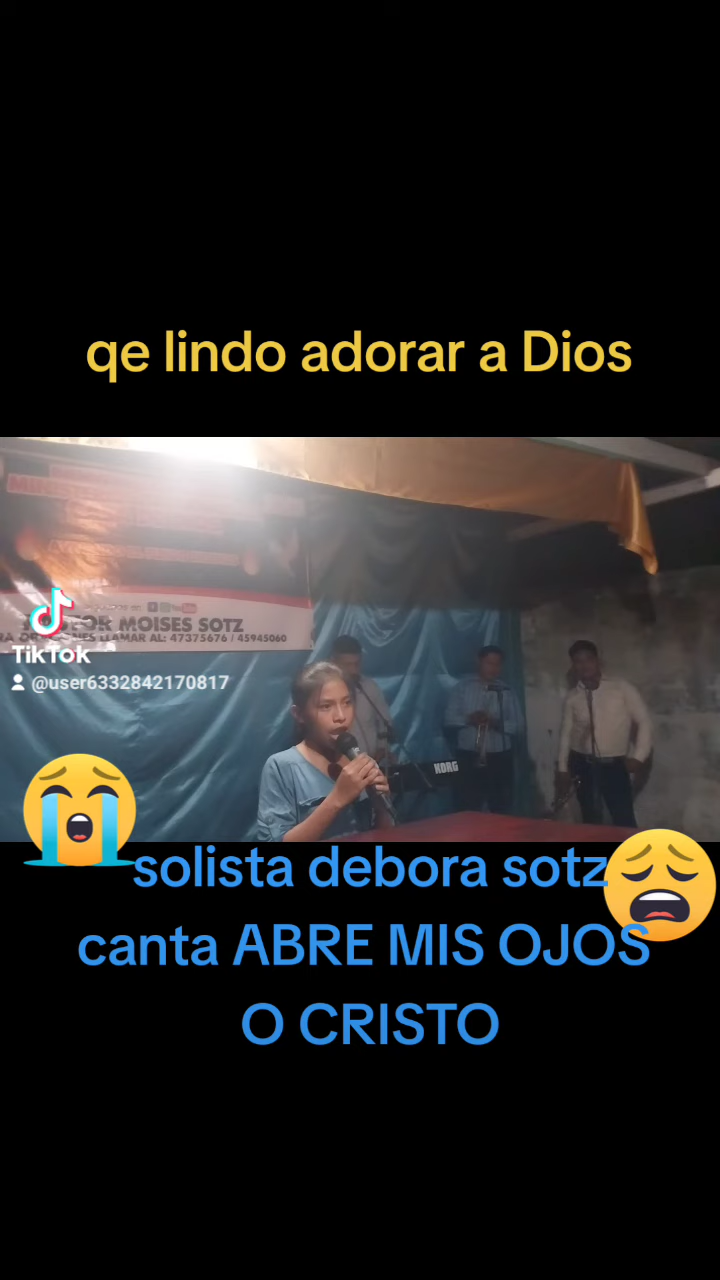 qe lindo adorar a Dios
MOISES SOTZ
LLAMAR AL: 47375676 / 45945060
TikTok
@user6332842170817
KORG
solista debora sotz
canta ABRE MIS OJOS
O CRISTO